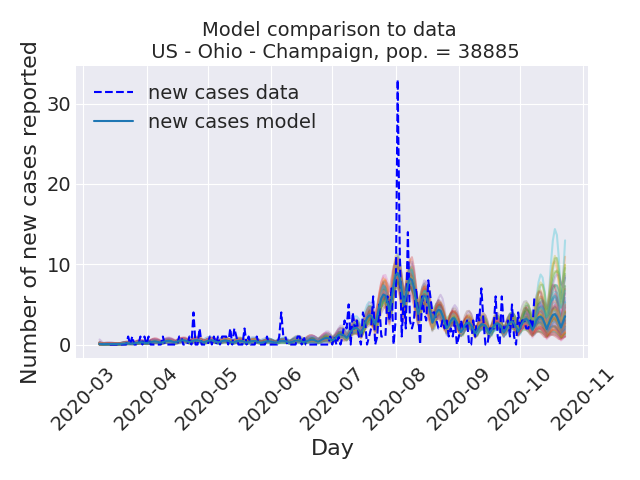 Model comparison to data
US - Ohio - Champaign, pop. = 38885
Number of new cases reported
30
20
10
0
new cases data
new cases model
2020-03
2020-04
2020-05
2020-06
2020-07
2020-08
2020-09
2020-10
2020-11
Day